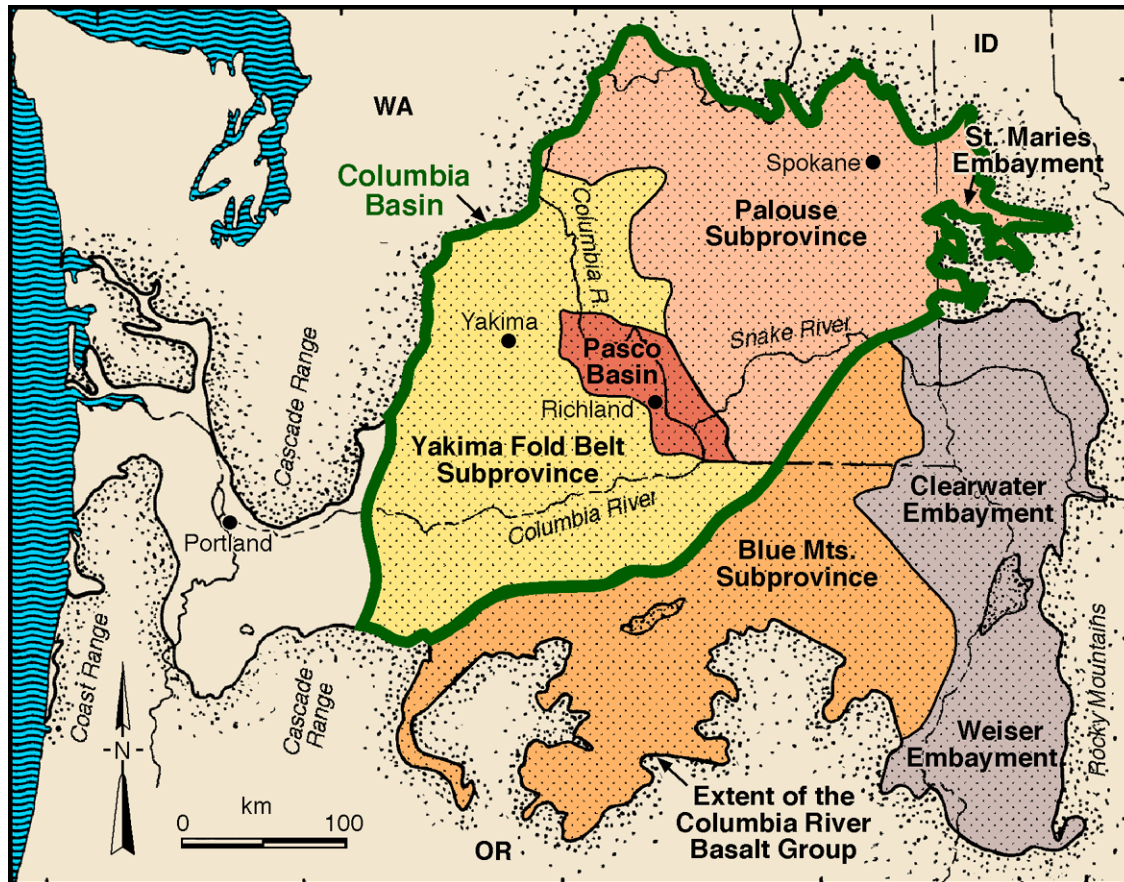 ID
WA
St. Maries
Embayment
Spokane
Columbia
Basin
Palouse
Subprovince
Columbia R.
Yakima
Snake River
Pasco
Basin
Richland
Cascade Range
Yakima Fold Belt
Subprovince
Clearwater
Embayment
Columbia River
Portland
Blue Mts.
Subprovince
Coast Range
Cascade
Range
Rocky Mountains
N
Weiser
Embayment
km
0 100
Extent of the
Columbia River
Basalt Group
OR